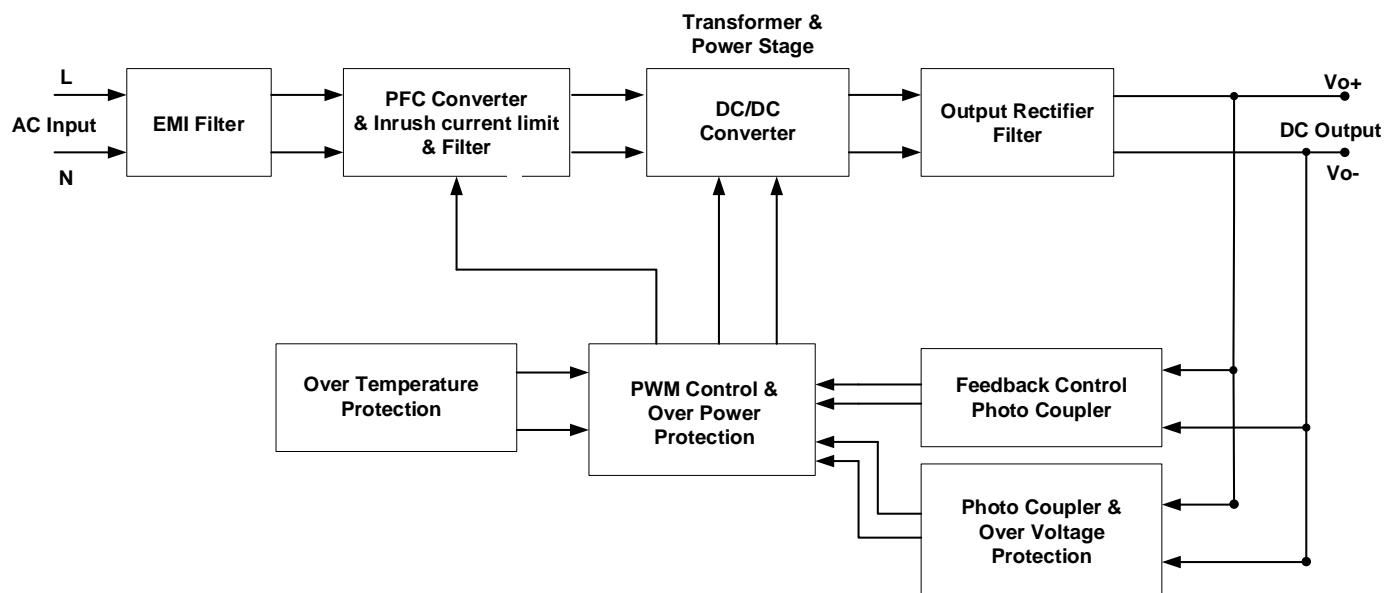 Transformer &
Power Stage
L
AC Input
N
EMI Filter
PFC Converter
& Inrush current limit
& Filter
DC/DC
Converter
Output Rectifier
Filter
Vo+
DC Output
Vo-
Over Temperature
Protection
PWM Control &
Over Power
Protection
Feedback Control
Photo Coupler
Photo Coupler &
Over Voltage
Protection